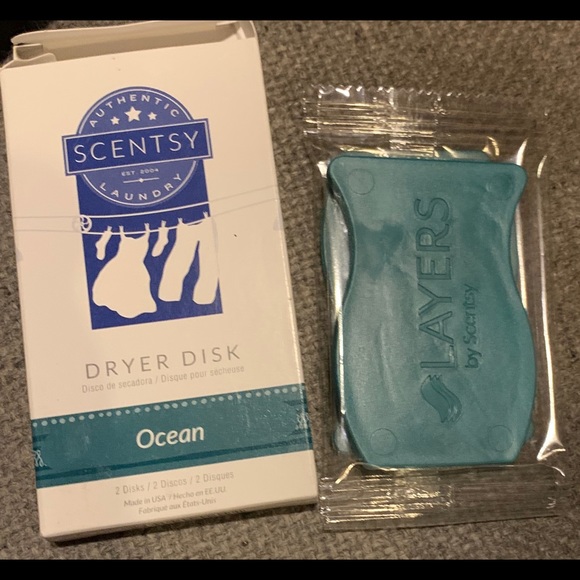 AUTHENTIC
SCENTSY
EST 2004
LAUNDRY
DRYER DISK
Disco de secadora / Disque pour sécheuse
Ocean
2 Disks / 2 Discos / 2 Disques
Made in USA / Hecho en EE.UU.
Fabriqué aux États-Unis
LAYERS
by Scentsy